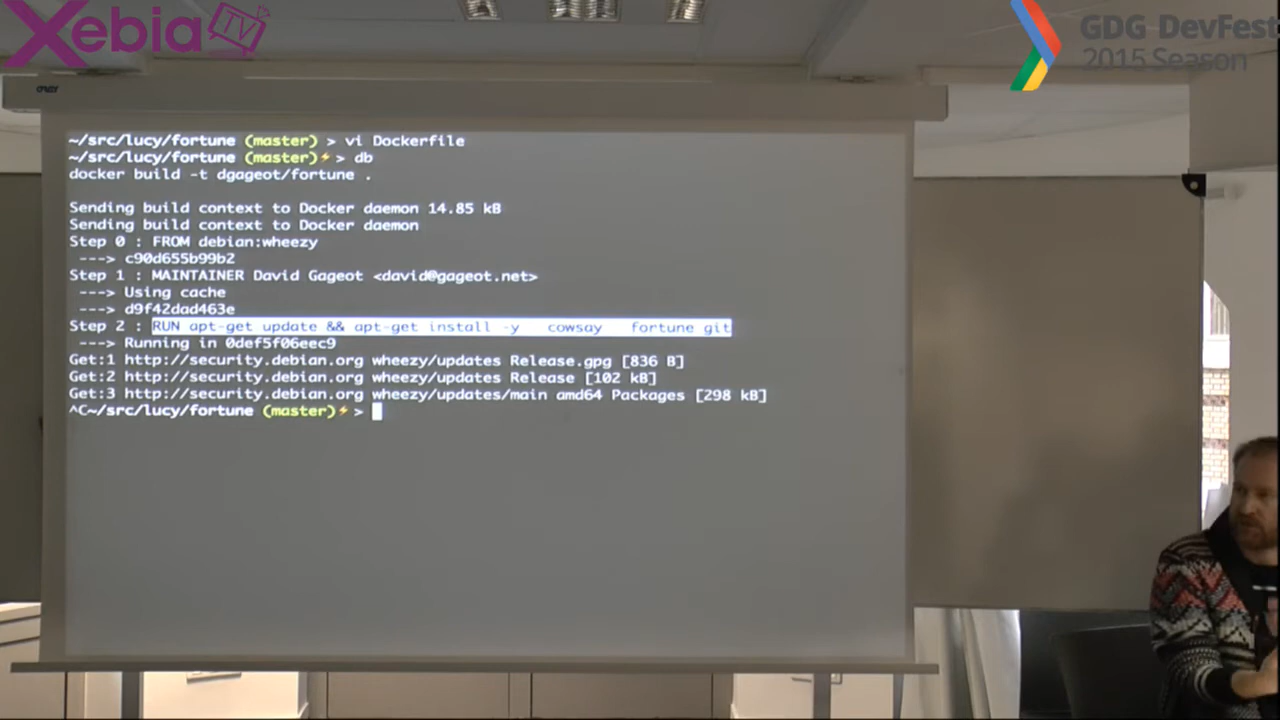 Xebia TV
GDG DevFest
2015 Season
~/src/lucy/fortune (master) > vi Dockerfile
~/src/lucy/fortune (master)⚡> db
docker build -t dgageot/fortune .
Sending build context to Docker daemon 14.85 kB
Sending build context to Docker daemon
Step 0 : FROM debian:wheezy
---> c90d655b99b2
Step 1 : MAINTAINER David Gageot <david@gageot.net>
---> Using cache
---> d9f42dad463e
Step 2 : RUN apt-get update && apt-get install -y   cowsay   fortune git
---> Running in 0def5f06eec9
Get:1 http://security.debian.org wheezy/updates Release.gpg [836 B]
Get:2 http://security.debian.org wheezy/updates Release [102 kB]
Get:3 http://security.debian.org wheezy/updates/main amd64 Packages [298 kB]
^C~/src/lucy/fortune (master)⚡>